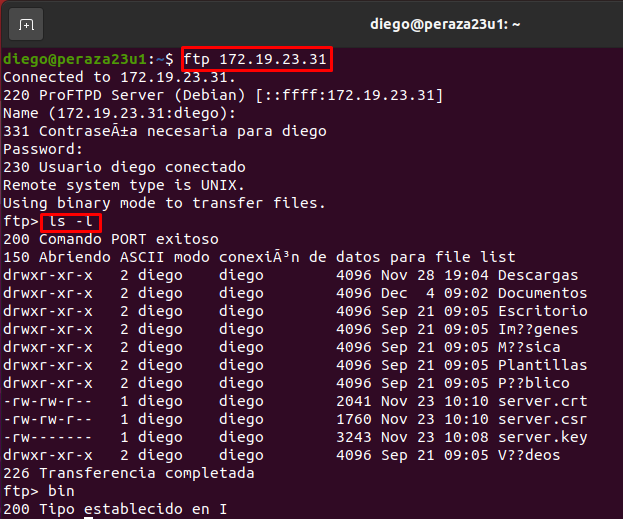 diego@peraza23u1: ~
diego@peraza23u1:~$ ftp 172.19.23.31
Connected to 172.19.23.31.
220 ProFTPD Server (Debian) [::ffff:172.19.23.31]
Name (172.19.23.31:diego):
331 ContraseÃ±a necesaria para diego
Password:
230 Usuario diego conectado
Remote system type is UNIX.
Using binary mode to transfer files.
ftp> ls -l
200 Comando PORT exitoso
150 Abriendo ASCII modo conexiÃ³n de datos para file list
drwxr-xr-x   2 diego    diego        4096 Nov 28 19:04 Descargas
drwxr-xr-x   2 diego    diego        4096 Dec  4 09:02 Documentos
drwxr-xr-x   2 diego    diego        4096 Sep 21 09:05 Escritorio
drwxr-xr-x   2 diego    diego        4096 Sep 21 09:05 Im??genes
drwxr-xr-x   2 diego    diego        4096 Sep 21 09:05 M??sica
drwxr-xr-x   2 diego    diego        4096 Sep 21 09:05 Plantillas
drwxr-xr-x   2 diego    diego        4096 Sep 21 09:05 P??blico
-rw-rw-r--   1 diego    diego        2041 Nov 23 10:10 server.crt
-rw-rw-r--   1 diego    diego        1760 Nov 23 10:10 server.csr
-rw-------   1 diego    diego        3243 Nov 23 10:08 server.key
drwxr-xr-x   2 diego    diego        4096 Sep 21 09:05 V??deos
226 Transferencia completada
ftp> bin
200 Tipo establecido en I